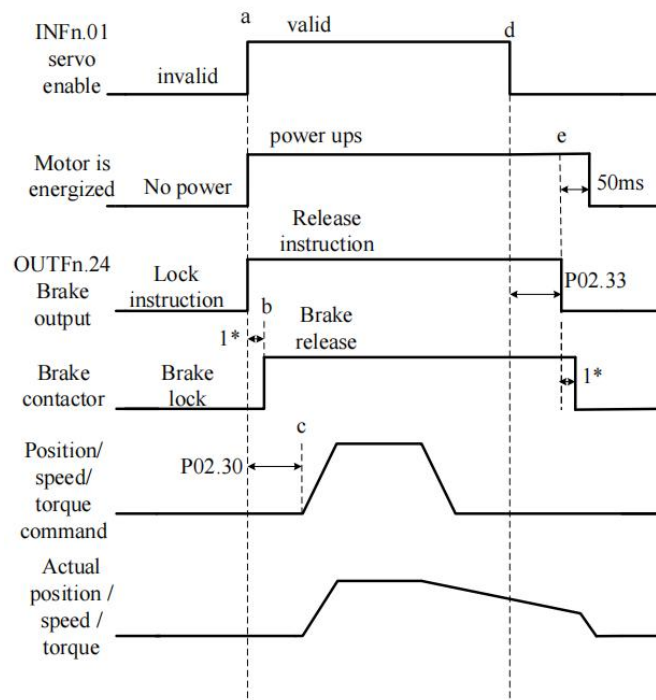 a
INFn.01
servo
enable
invalid
valid
d
Motor is
energized
No power
power ups
e
50ms
OUTFn.24
Brake
output
Lock
instruction
Release
instruction
P02.33
1*
b
Brake
contactor
Brake
lock
Brake
release
1*
Position/
speed/
torque
command
P02.30
c
Actual
position /
speed /
torque